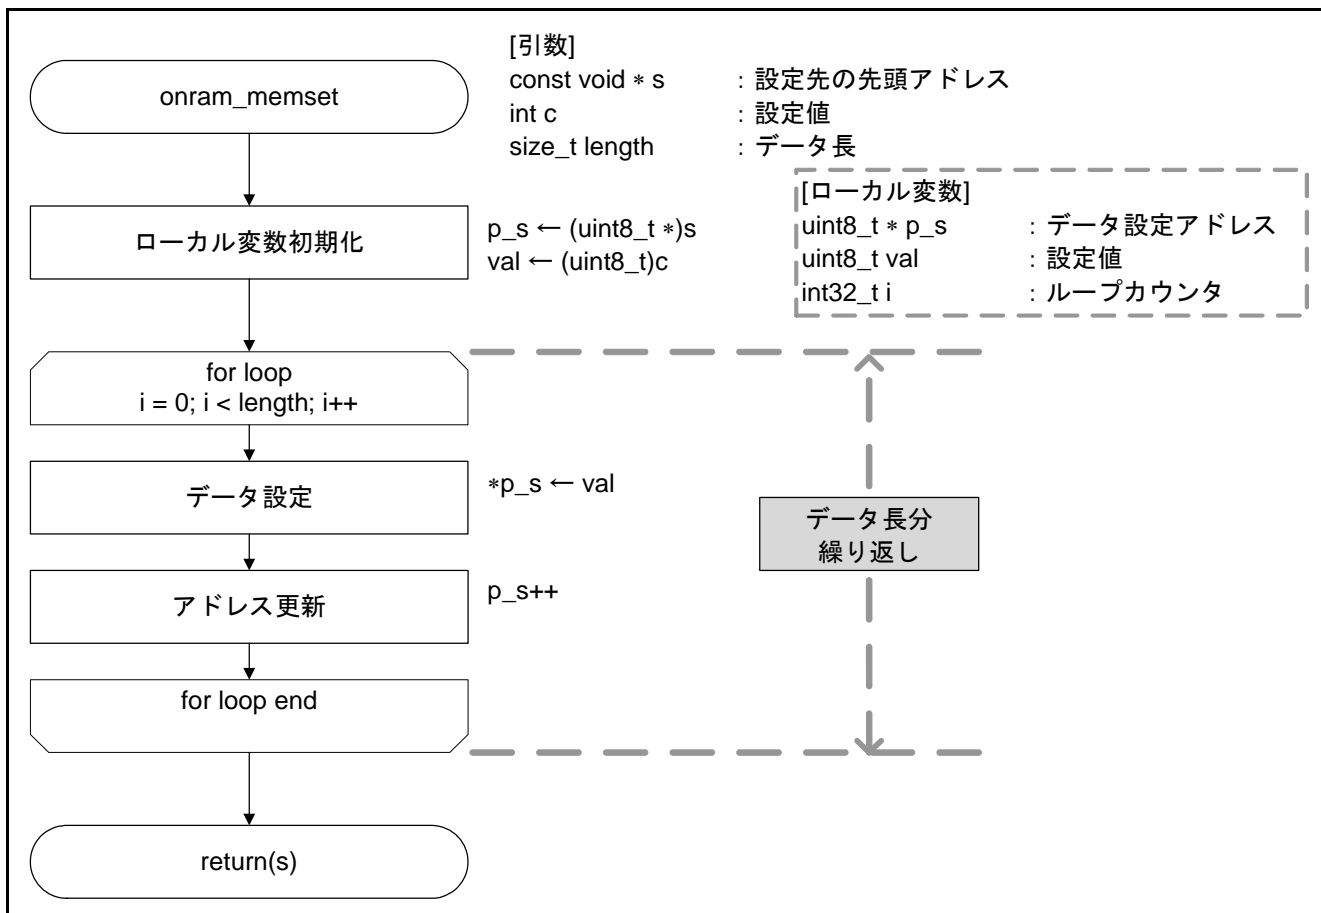 onram_memset
[引数]
const void * s : 設定先の先頭アドレス
int c : 設定値
size_t length : データ長
[ローカル変数]
uint8_t * p_s : データ設定アドレス
uint8_t val : 設定値
int32_t i : ループカウンタ
ローカル変数初期化
p_s ← (uint8_t *)s
val ← (uint8_t)c
for loop
i = 0; i < length; i++
データ設定
*p_s ← val
データ長分
繰り返し
アドレス更新
p_s++
for loop end
return(s)